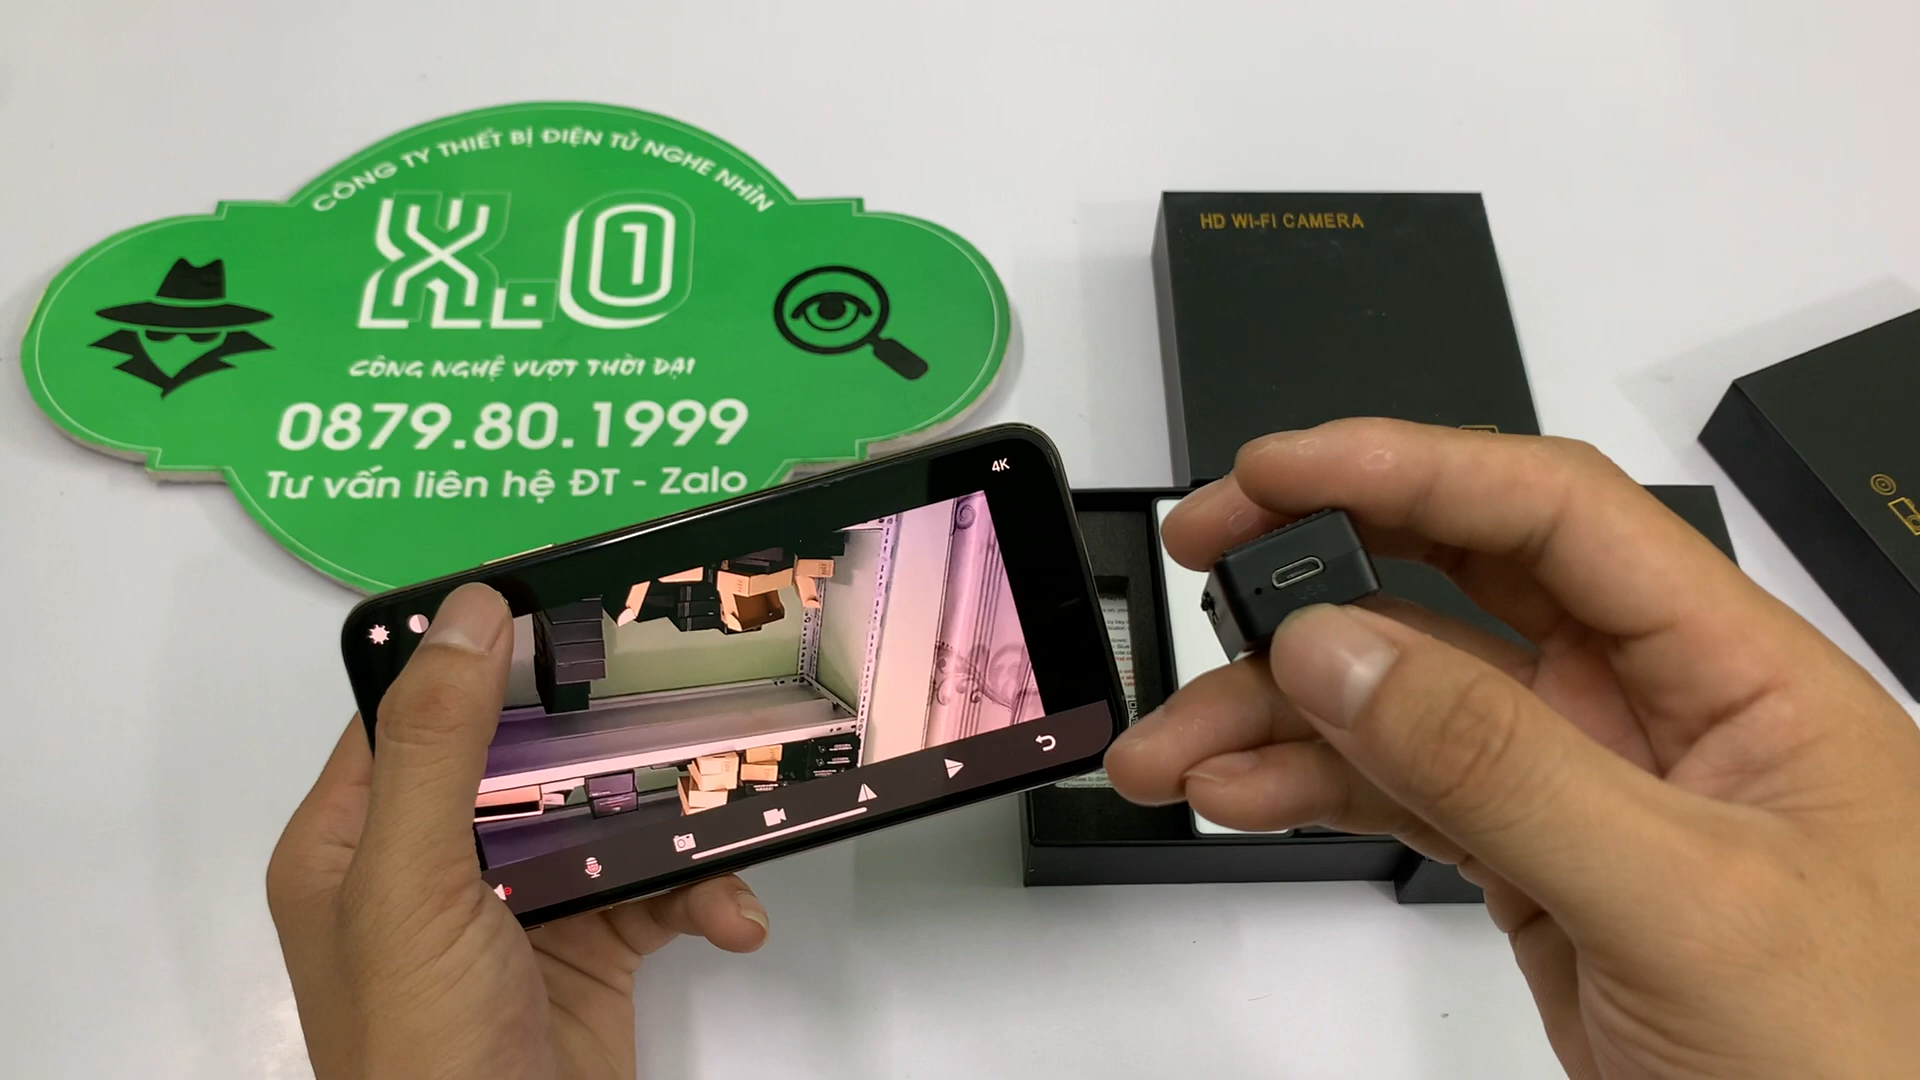 CÔNG TY THIẾT BỊ ĐIỆN TỬ NGHE NHÌN
X.O
CÔNG NGHỆ VƯỢT THỜI ĐẠI
0879.80.1999
Tư vấn liên hệ ĐT - Zalo
HD WI-FI CAMERA
4K